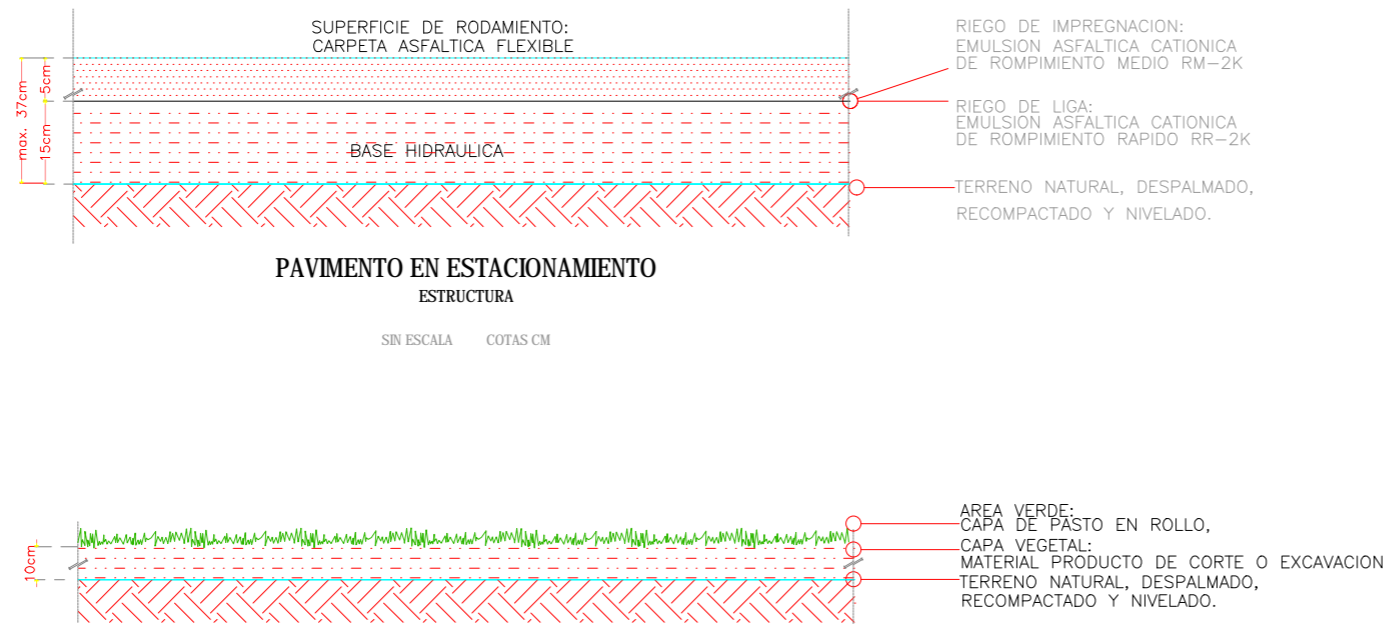 SUPERFICIE DE RODAMIENTO:
CARPETA ASFALTICA FLEXIBLE
max. 37cm
5cm
15cm
BASE HIDRAULICA
RIEGO DE IMPREGNACION:
EMULSION ASFALTICA CATIONICA
DE ROMPIMIENTO MEDIO RM-2K
RIEGO DE LIGA:
EMULSION ASFALTICA CATIONICA
DE ROMPIMIENTO RAPIDO RR-2K
TERRENO NATURAL, DESPALMADO,
RECOMPACTADO Y NIVELADO.
PAVIMENTO EN ESTACIONAMIENTO
ESTRUCTURA
SIN ESCALA COTAS CM
10cm
AREA VERDE:
CAPA DE PASTO EN ROLLO,
CAPA VEGETAL:
MATERIAL PRODUCTO DE CORTE O EXCAVACION
TERRENO NATURAL, DESPALMADO,
RECOMPACTADO Y NIVELADO.